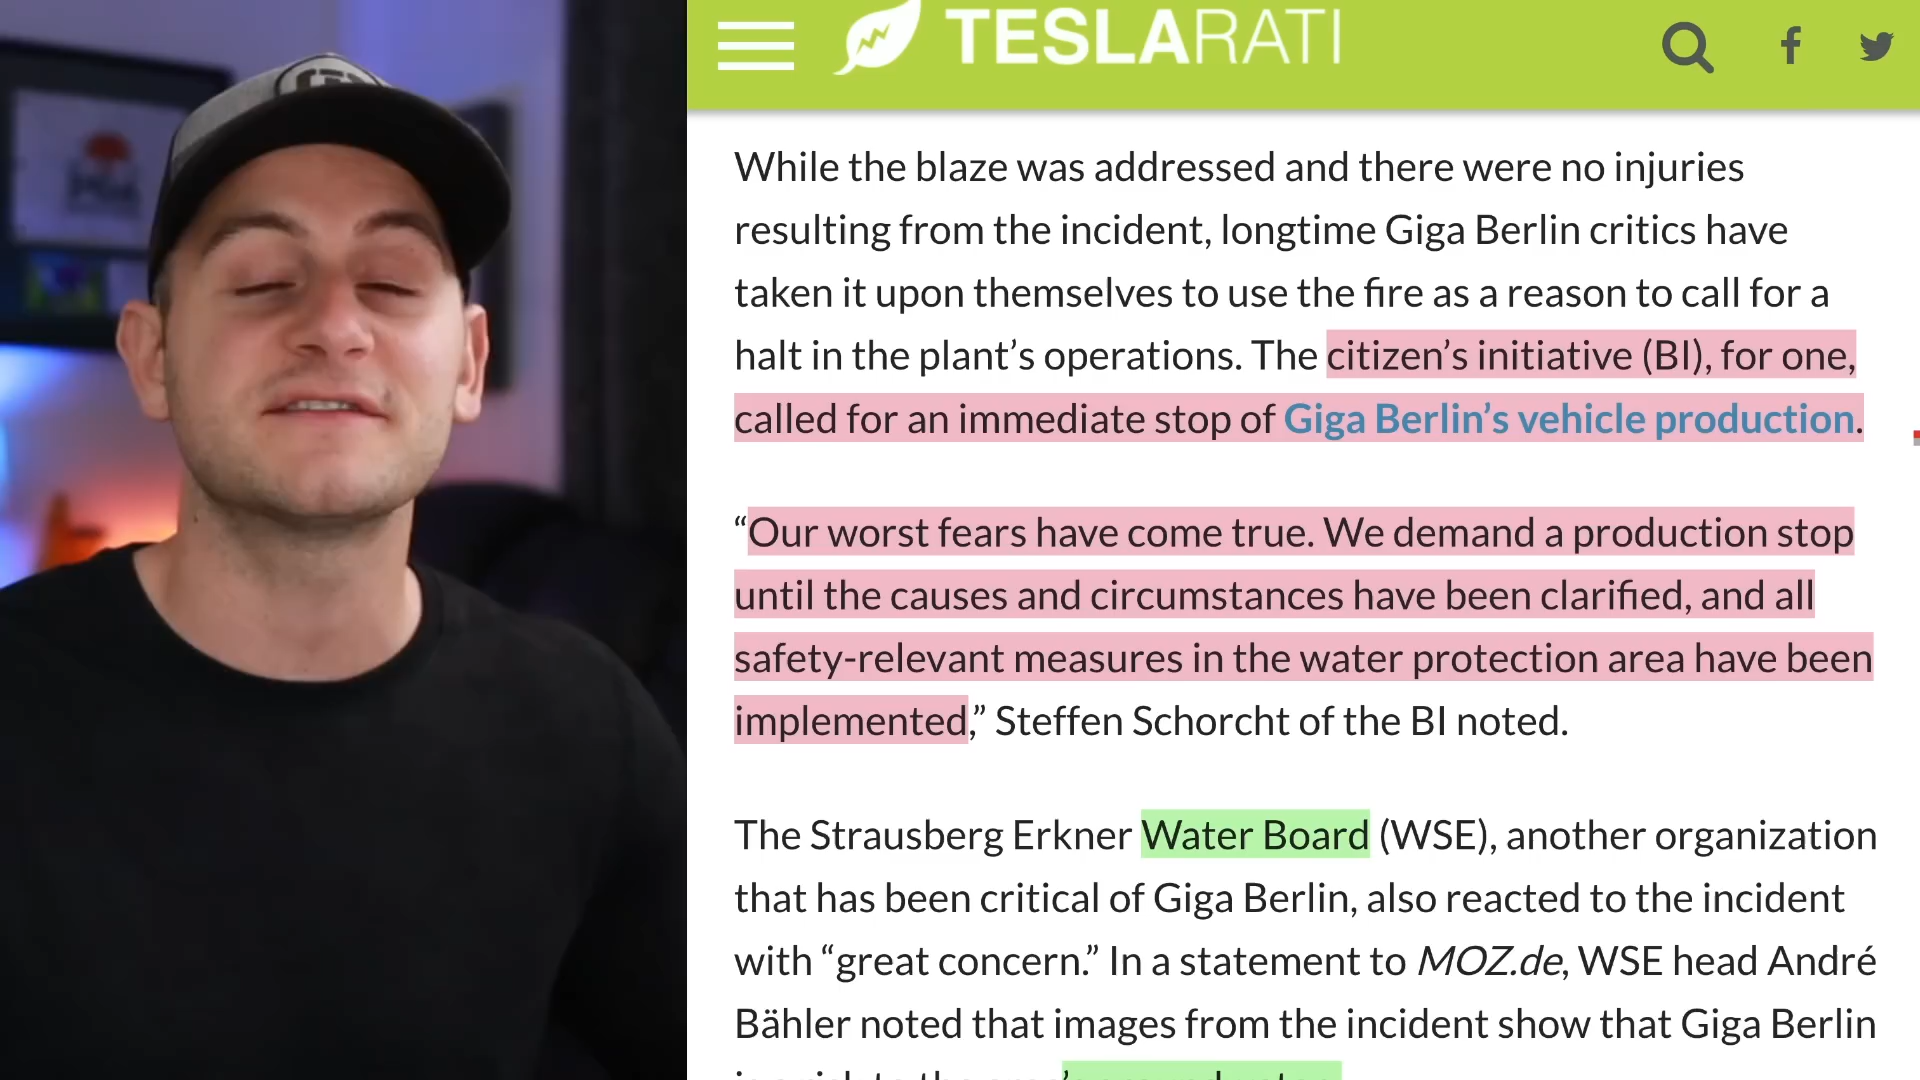 TESLARATI
While the blaze was addressed and there were no injuries
resulting from the incident, longtime Giga Berlin critics have
taken it upon themselves to use the fire as a reason to call for a
halt in the plant’s operations. The citizen’s initiative (BI), for one,
called for an immediate stop of Giga Berlin’s vehicle production.
“Our worst fears have come true. We demand a production stop
until the causes and circumstances have been clarified, and all
safety-relevant measures in the water protection area have been
implemented,” Steffen Schorcht of the BI noted.
The Strausberg Erkner Water Board (WSE), another organization
that has been critical of Giga Berlin, also reacted to the incident
with “great concern.” In a statement to MOZ.de, WSE head André
Bähler noted that images from the incident show that Giga Berlin